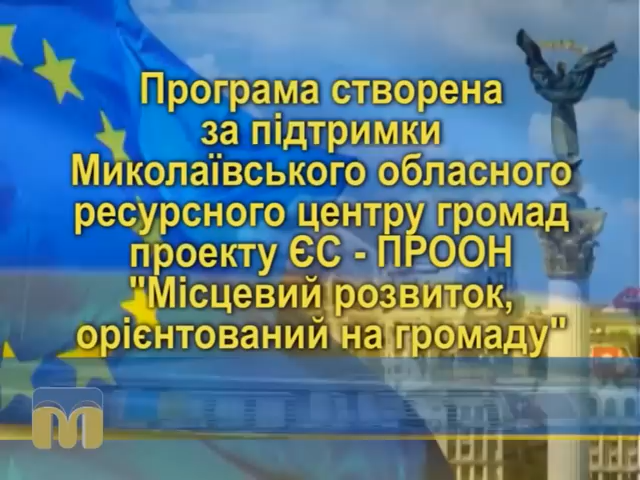 Програма створена
за підтримки
Миколаївського обласного
ресурсного центру громад
проекту ЄС - ПРООН
"Місцевий розвиток,
орієнтований на громаду"
М